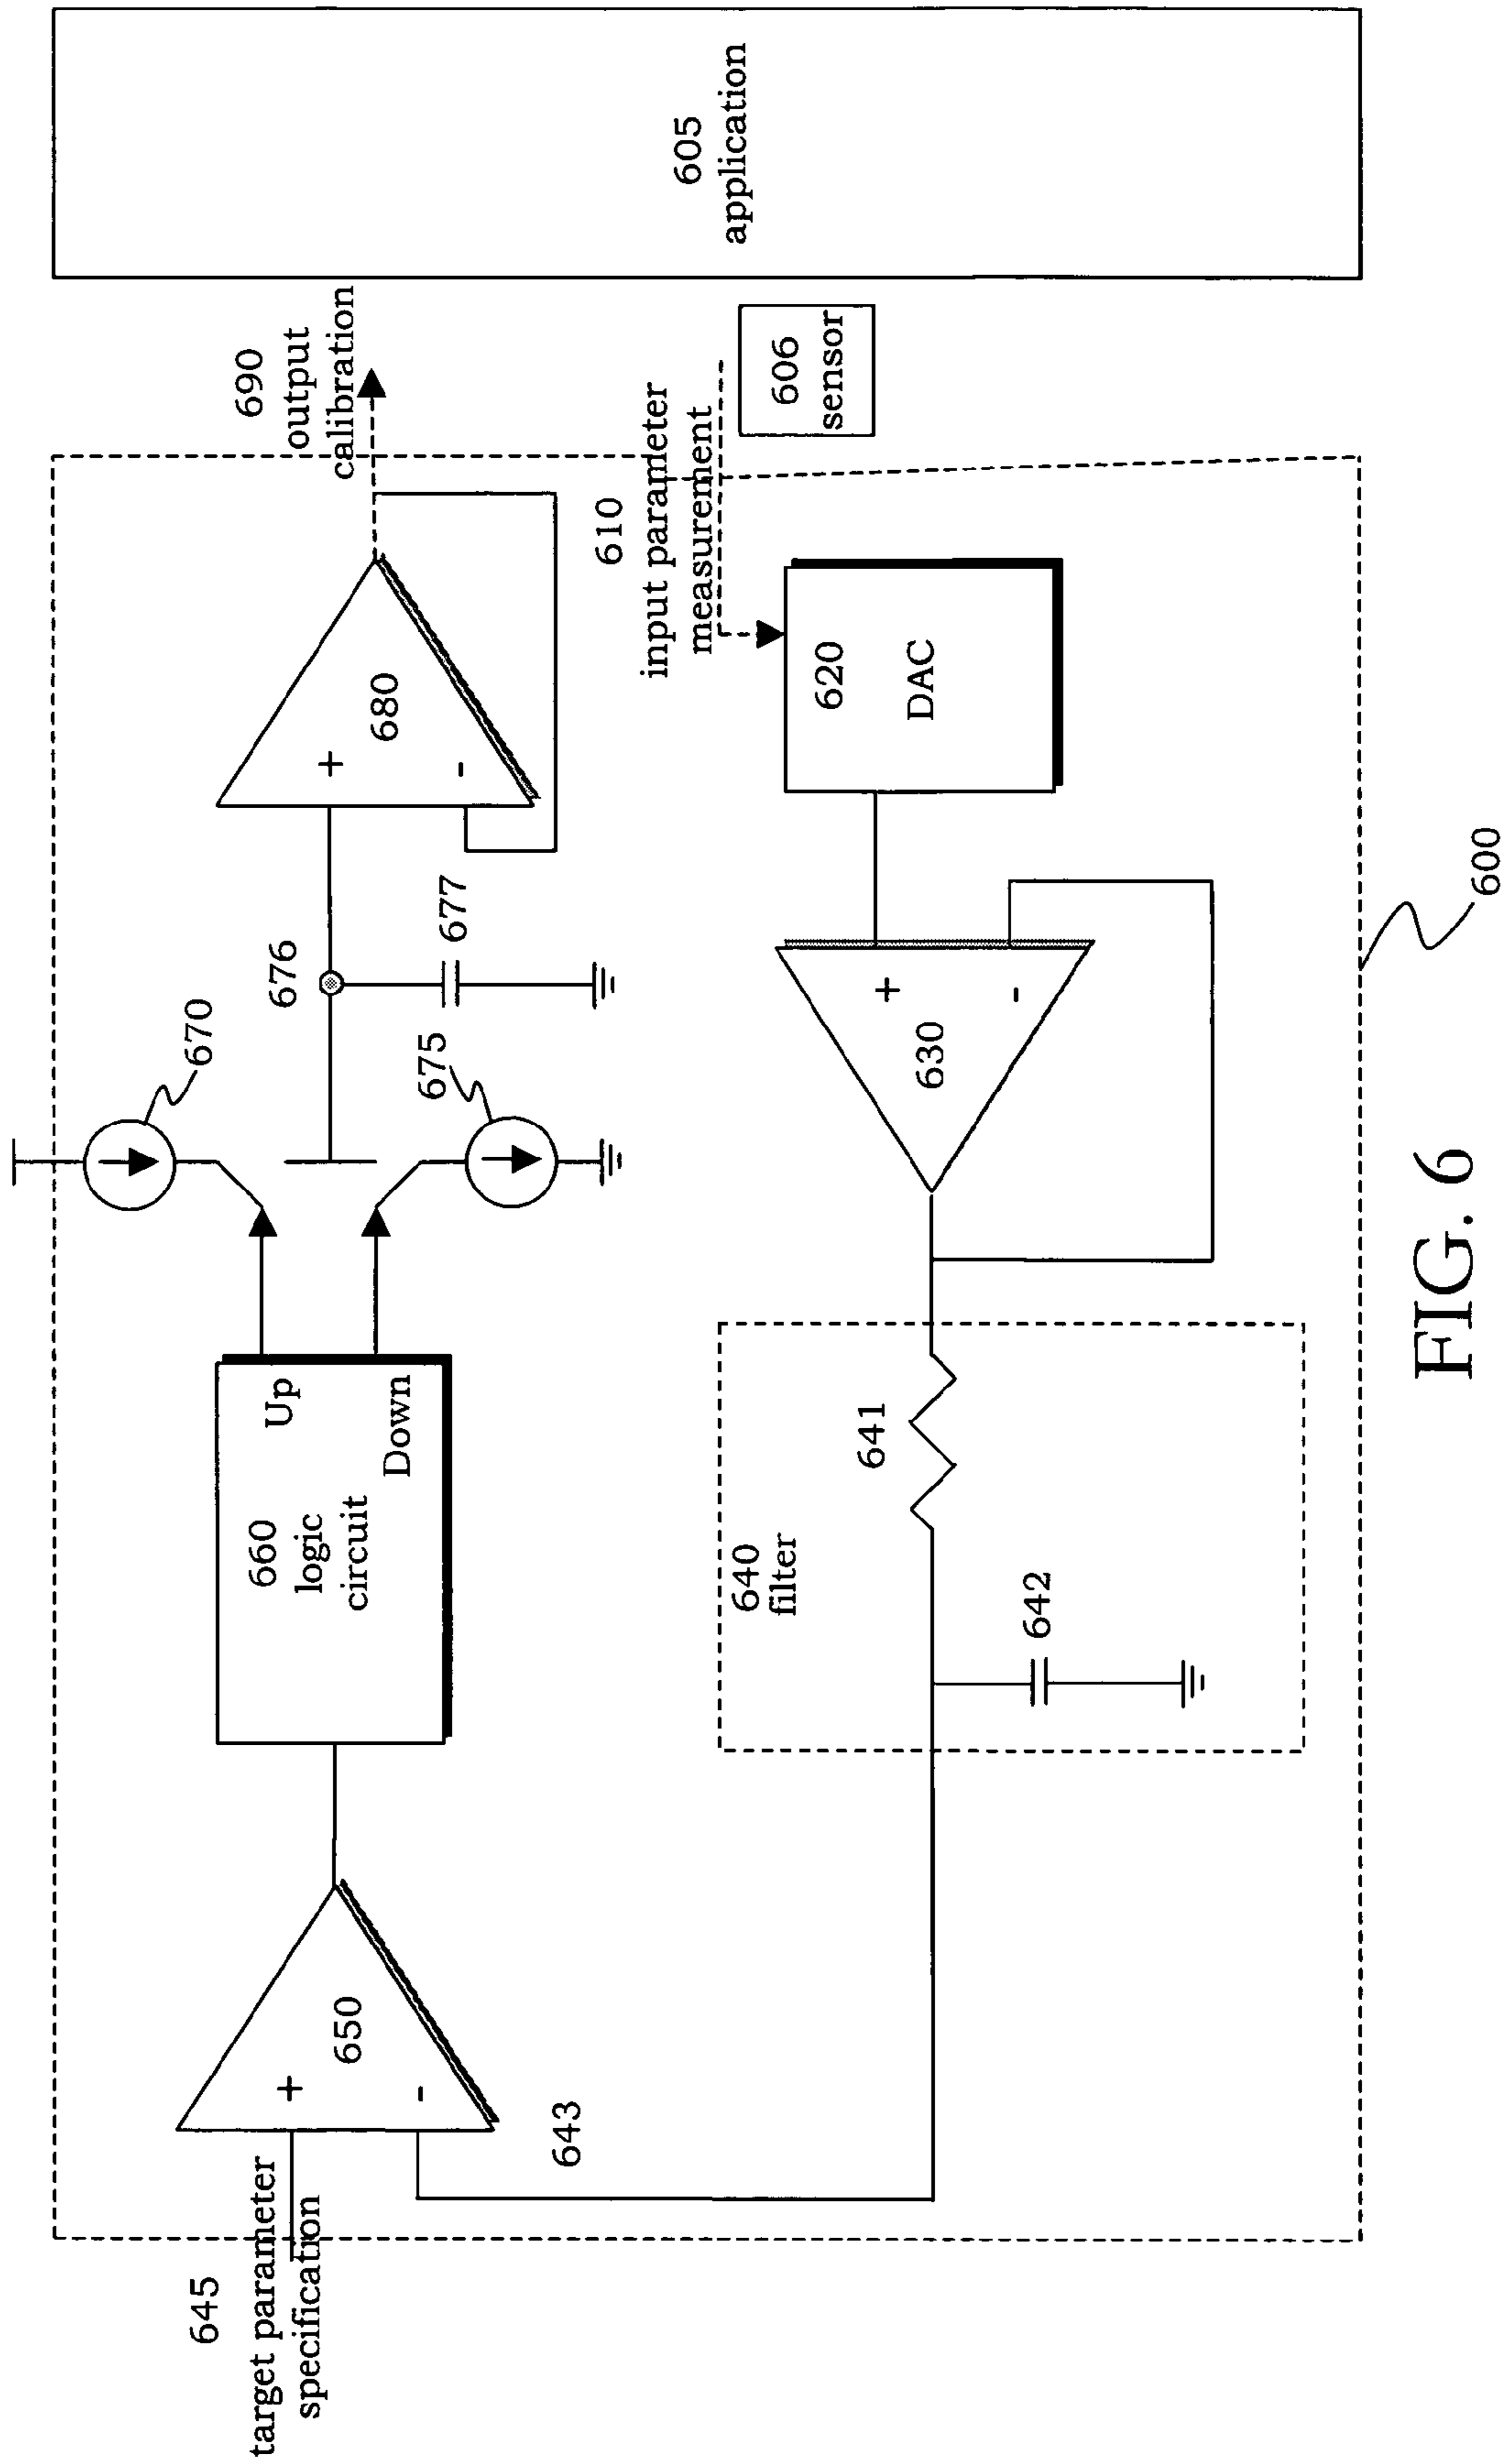 605
application
690
output
calibration
606
sensor
610
input parameter
measurement
680
+
-
620
DAC
676
677
670
675
+
-
630
600
Up
Down
660
logic
circuit
641
640
filter
642
650
+
-
643
645
target parameter
specification
FIG. 6